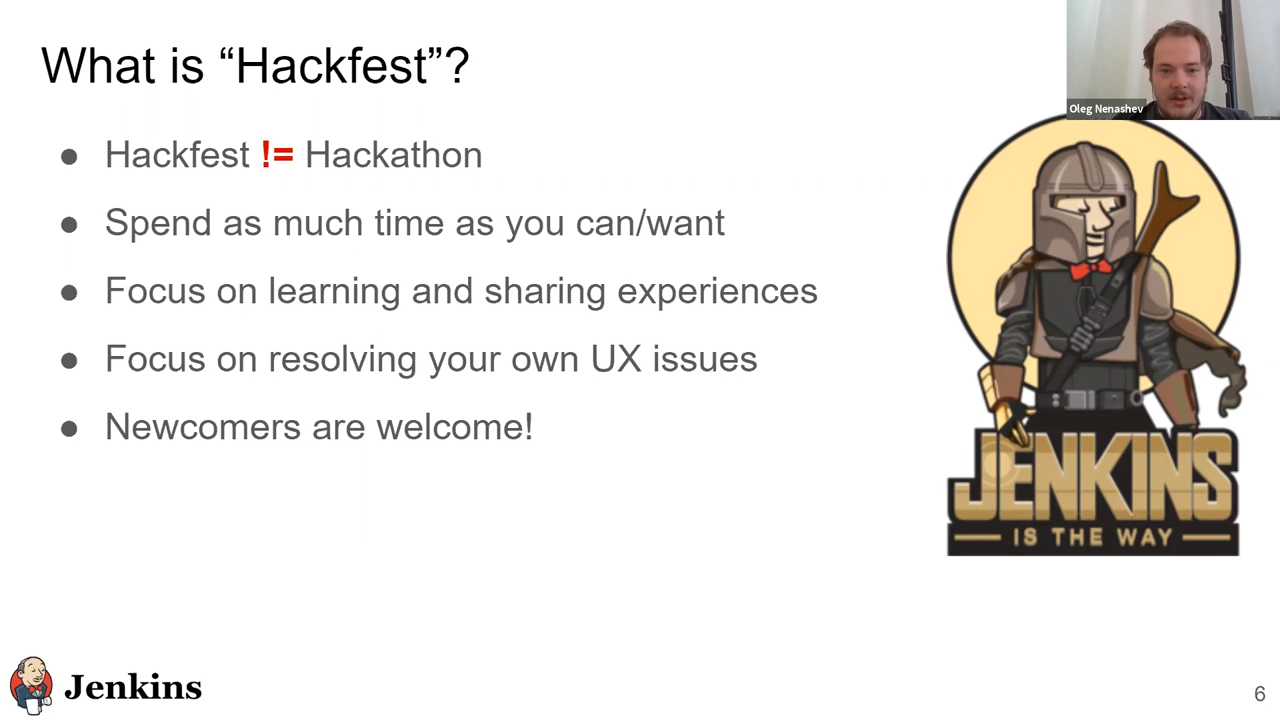 What is “Hackfest”?
Oleg Nenashev
● Hackfest != Hackathon
● Spend as much time as you can/want
● Focus on learning and sharing experiences
● Focus on resolving your own UX issues
● Newcomers are welcome!
JENKINS
IS THE WAY
Jenkins
6